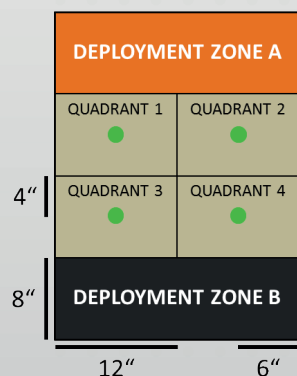 DEPLOYMENT ZONE A
QUADRANT 1 QUADRANT 2
QUADRANT 3 QUADRANT 4
4“
8“
DEPLOYMENT ZONE B
12“ 6“